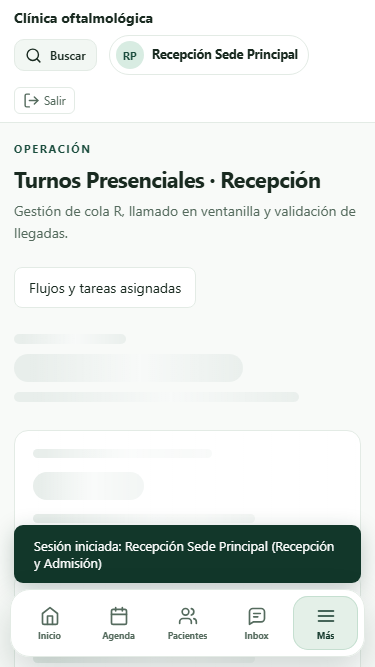 Clínica oftalmológica
Buscar
RP
Recepción Sede Principal
Salir
OPERACIÓN
Turnos Presenciales · Recepción
Gestión de cola R, llamado en ventanilla y validación de
llegadas.
Flujos y tareas asignadas
Sesión iniciada: Recepción Sede Principal (Recepción
y Admisión)
Inicio
Agenda
Pacientes
Inbox
Más